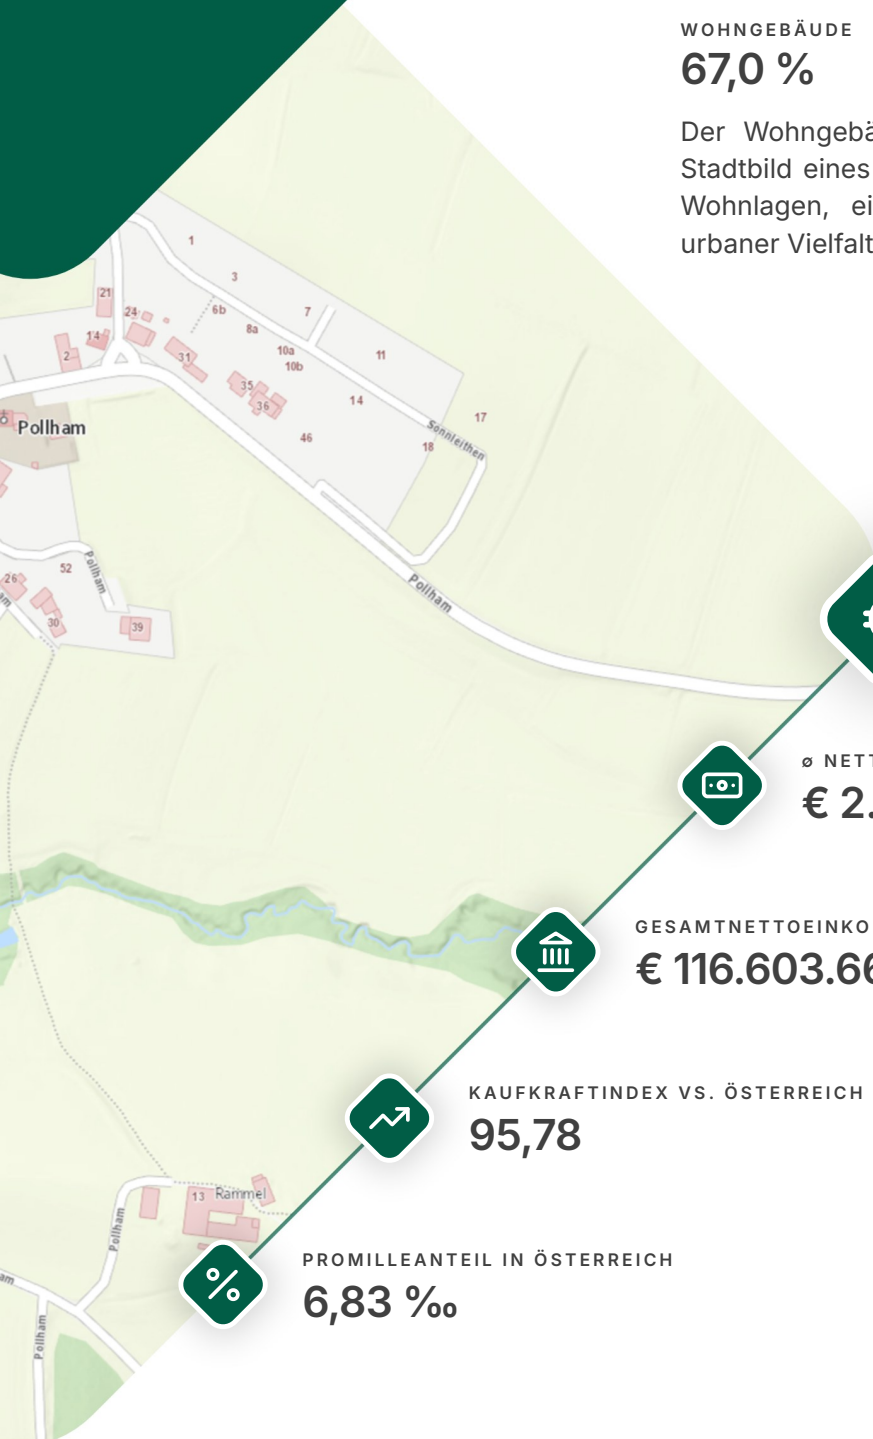 WOHNGEBÄUDE
67,0 %
Der Wohngebä
Stadtbild eines
Wohnlagen, ei
urbaner Vielfalt
1
3
21
24
6b
7
8a
14
2
31
10a
10b
11
35
36
14
17
Pollham
46
18
Sonnleithen
52
Pollham
26
am
30
39
Pollham
ø NETT
€ 2.
GESAMTNETTOEINKO
€ 116.603.66
KAUFKRAFTINDEX VS. ÖSTERREICH
95,78
13 Rammel
Pollham
PROMILLEANTEIL IN ÖSTERREICH
6,83 ‰
am
Pollham